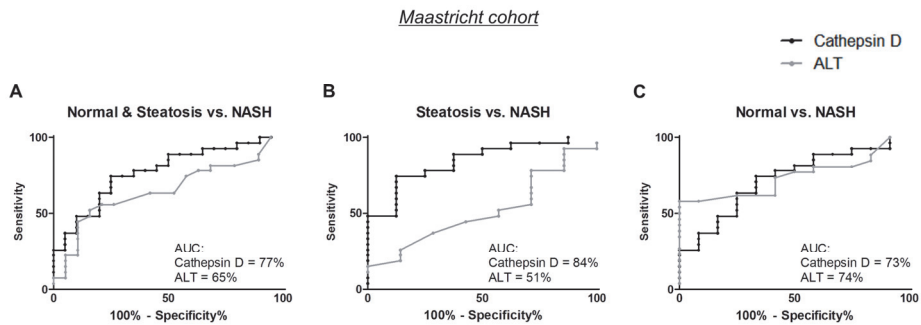 Maastricht cohort
Cathepsin D
ALT
A
Normal & Steatosis vs. NASH
Sensitivity
100
50
0
0
50
100
AUC:
Cathepsin D = 77%
ALT = 65%
100% - Specificity%
B
Steatosis vs. NASH
Sensitivity
100
50
0
0
50
100
AUC:
Cathepsin D = 84%
ALT = 51%
100% - Specificity%
C
Normal vs. NASH
Sensitivity
100
50
0
0
50
100
AUC:
Cathepsin D = 73%
ALT = 74%
100% - Specificity%